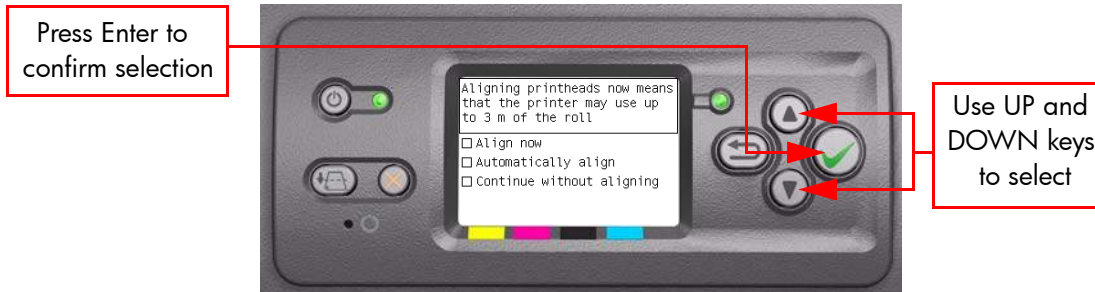 Press Enter to
confirm selection
Aligning printheads now means
that the printer may use up
to 3 m of the roll
Align now
Automatically align
Continue without aligning
Use UP and
DOWN keys
to select